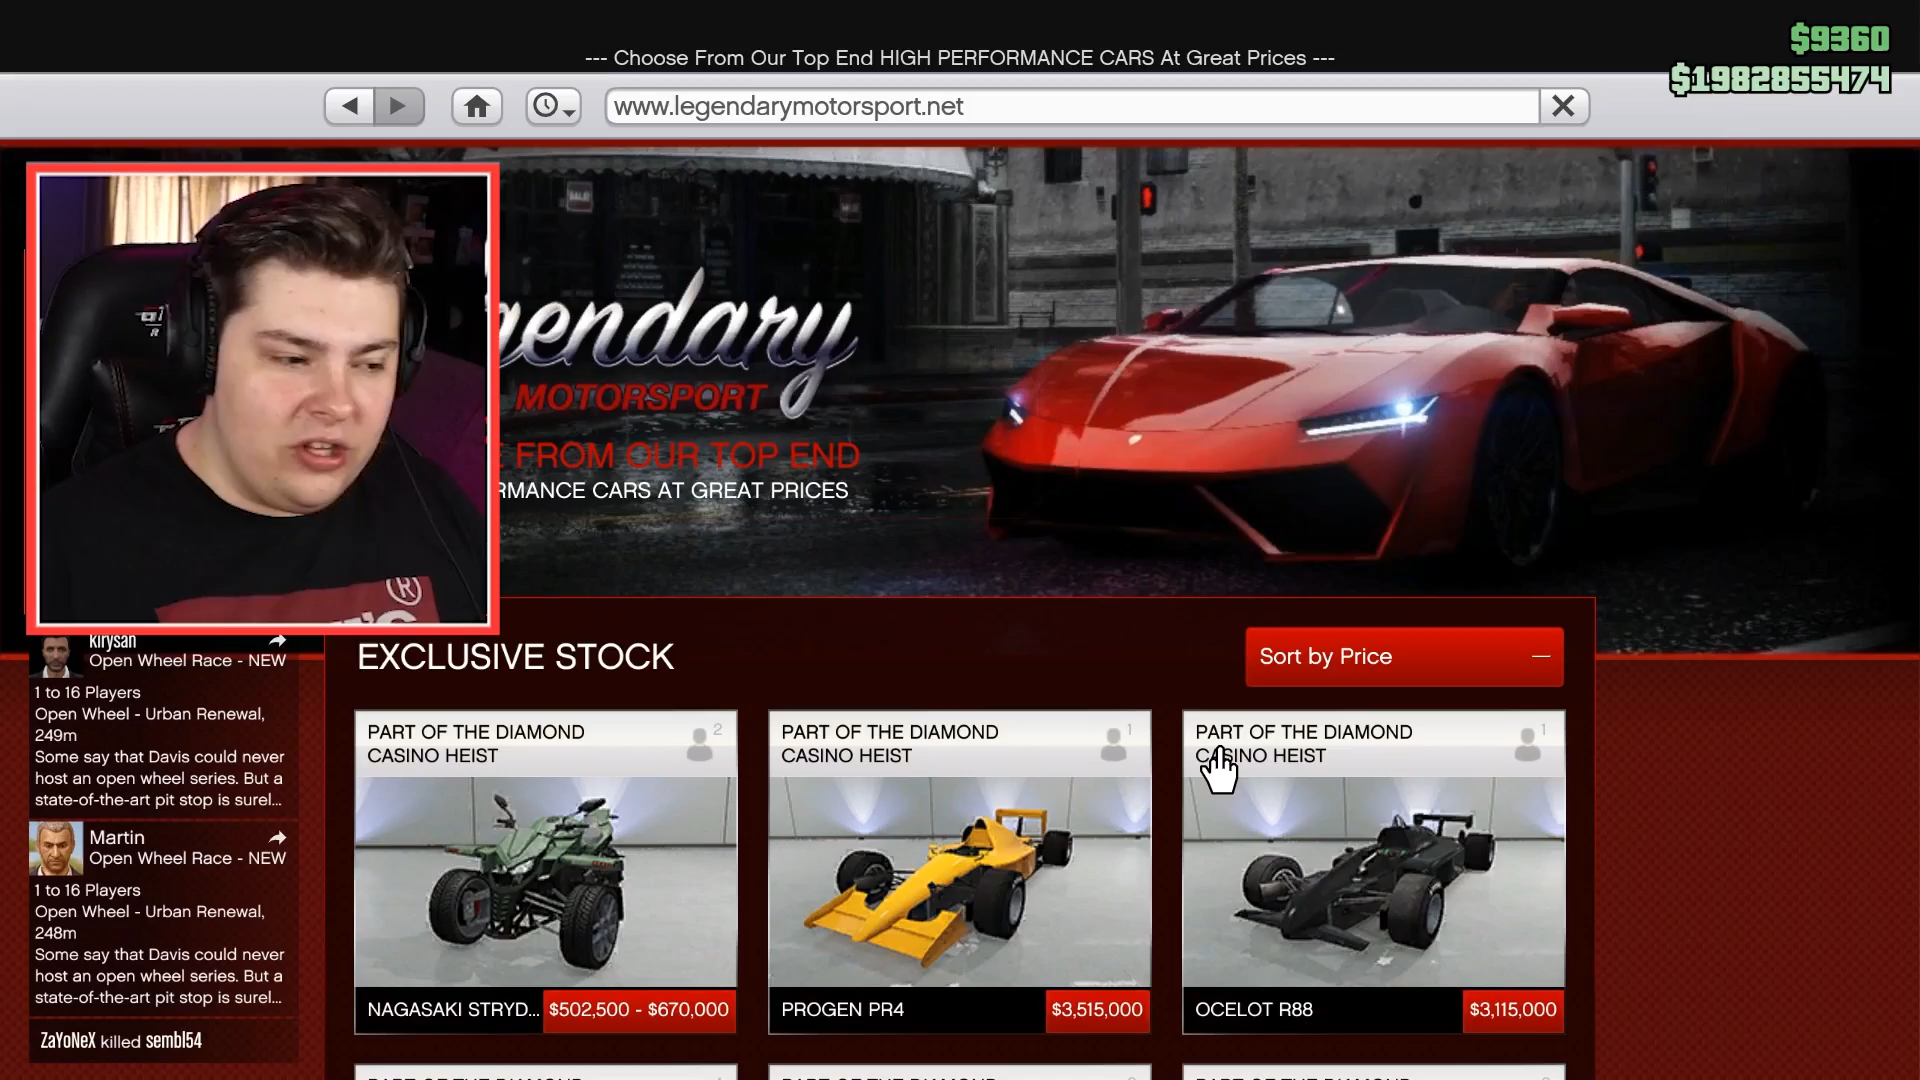 --- Choose From Our Top End HIGH PERFORMANCE CARS At Great Prices ---
$9360
$1982855474
www.legendarymotorsport.net
gendary
MOTORSPORT
FROM OUR TOP END
RMANCE CARS AT GREAT PRICES
EXCLUSIVE STOCK
Sort by Price
kirysan
Open Wheel Race - NEW
1 to 16 Players
Open Wheel - Urban Renewal,
249m
Some say that Davis could never
host an open wheel series. But a
state-of-the-art pit stop is surel...
Martin
Open Wheel Race - NEW
1 to 16 Players
Open Wheel - Urban Renewal,
248m
Some say that Davis could never
host an open wheel series. But a
state-of-the-art pit stop is surel...
ZaYoNeX killed sembl54
PART OF THE DIAMOND
CASINO HEIST
2
NAGASAKI STRYD... $502,500 - $670,000
PART OF THE DIAMOND
CASINO HEIST
1
PROGEN PR4 $3,515,000
PART OF THE DIAMOND
CASINO HEIST
1
OCELOT R88 $3,115,000